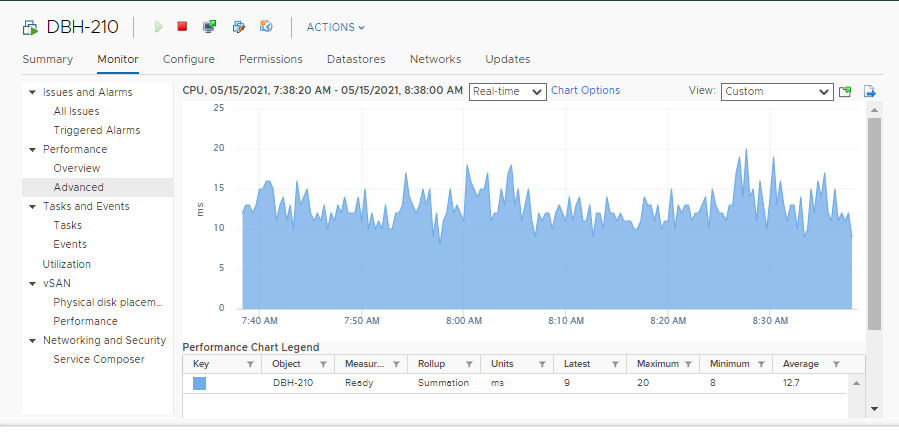 DBH-210 ACTIONS
Summary Monitor Configure Permissions Datastores Networks Updates
Issues and Alarms
All Issues
Triggered Alarms
Performance
Overview
Advanced
Tasks and Events
Tasks
Events
Utilization
vSAN
Physical disk placem...
Performance
Networking and Security
Service Composer
CPU, 05/15/2021, 7:38:20 AM - 05/15/2021, 8:38:00 AM Real-time Chart Options View: Custom
25
20
15
10
5
0
ms
7:40 AM 7:50 AM 8:00 AM 8:10 AM 8:20 AM 8:30 AM
Performance Chart Legend
Key Object Measur... Rollup Units Latest Maximum Minimum Average
DBH-210 Ready Summation ms 9 20 8 12.7